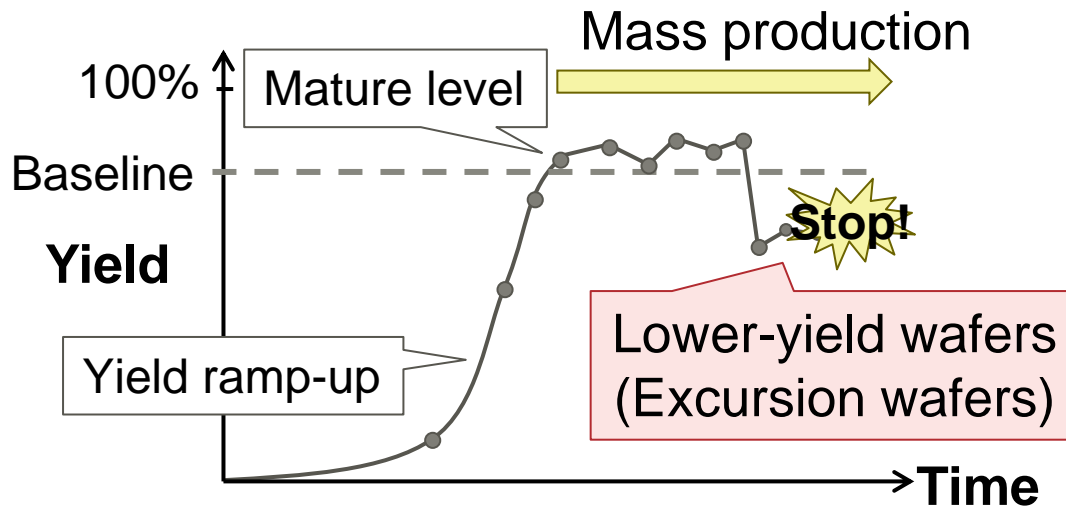 Mass production
100%
Mature level
Baseline
Stop!
Yield
Lower-yield wafers
(Excursion wafers)
Yield ramp-up
Time